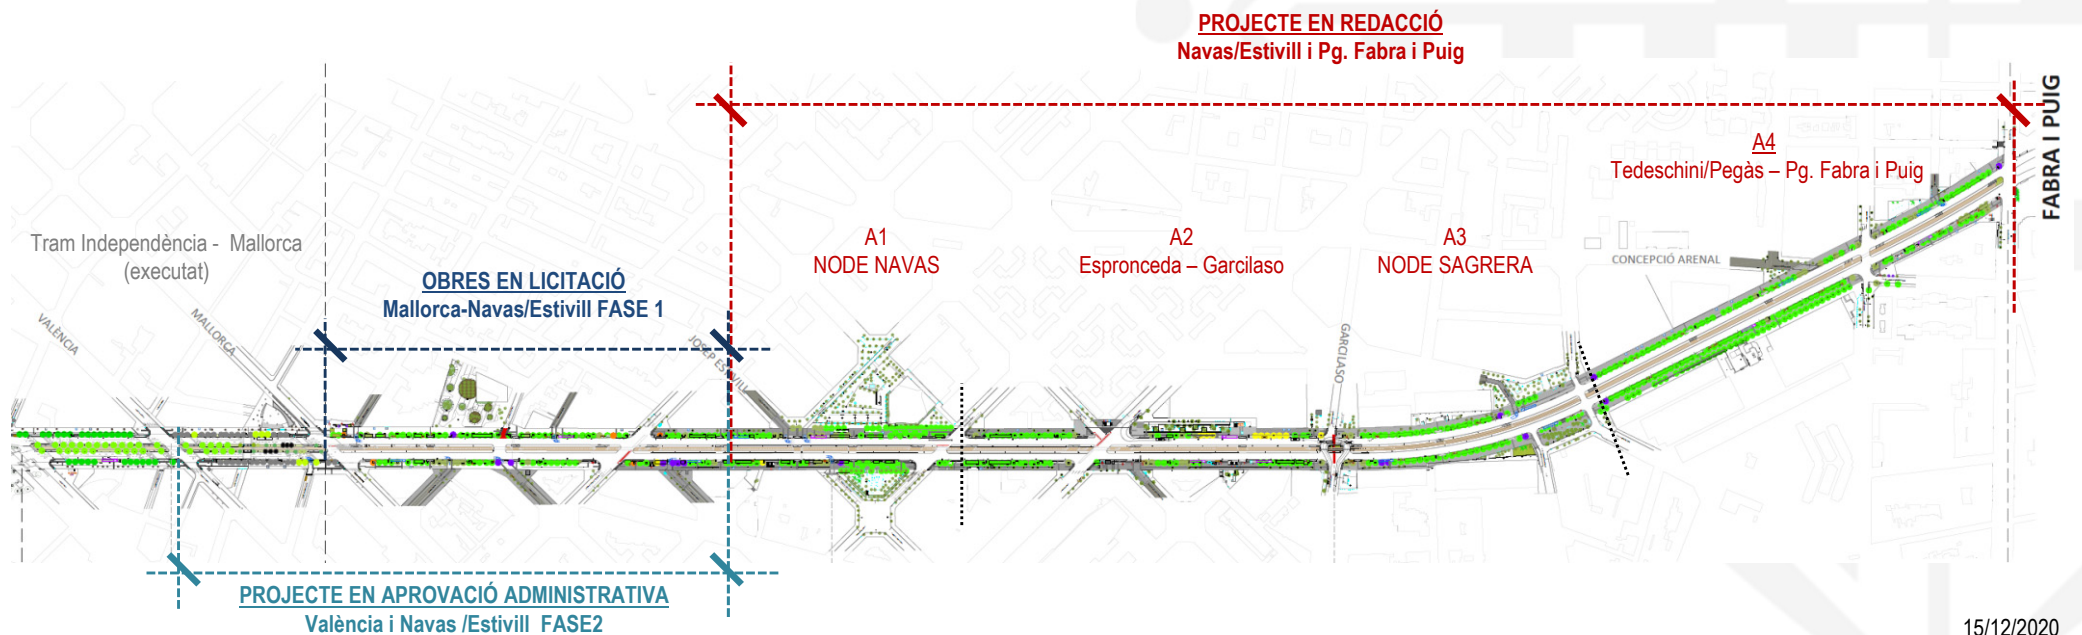 PROJECTE EN REDACCIÓ
Navas/Estivill i Pg. Fabra i Puig
FABRA I PUIG
A4
Tedeschini/Pegàs – Pg. Fabra i Puig
Tram Independència - Mallorca
(executat)
A1
NODE NAVAS
A2
Espronceda – Garcilaso
A3
NODE SAGRERA
CONCEPCIÓ ARENAL
OBRES EN LICITACIÓ
Mallorca-Navas/Estivill FASE 1
VALÈNCIA
MALLORCA
JOSEP ESTIVILL
GARCILASO
PROJECTE EN APROVACIÓ ADMINISTRATIVA
València i Navas /Estivill FASE2
15/12/2020